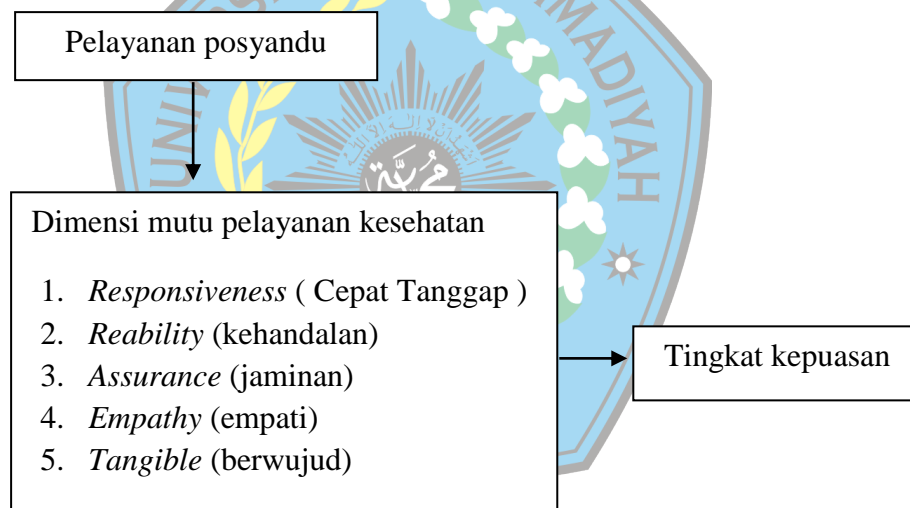 Pelayanan posyandu
Dimensi mutu pelayanan kesehatan
1. Responsiveness ( Cepat Tanggap )
2. Reability (kehandalan)
3. Assurance (jaminan)
4. Empathy (empati)
5. Tangible (berwujud)
Tingkat kepuasan